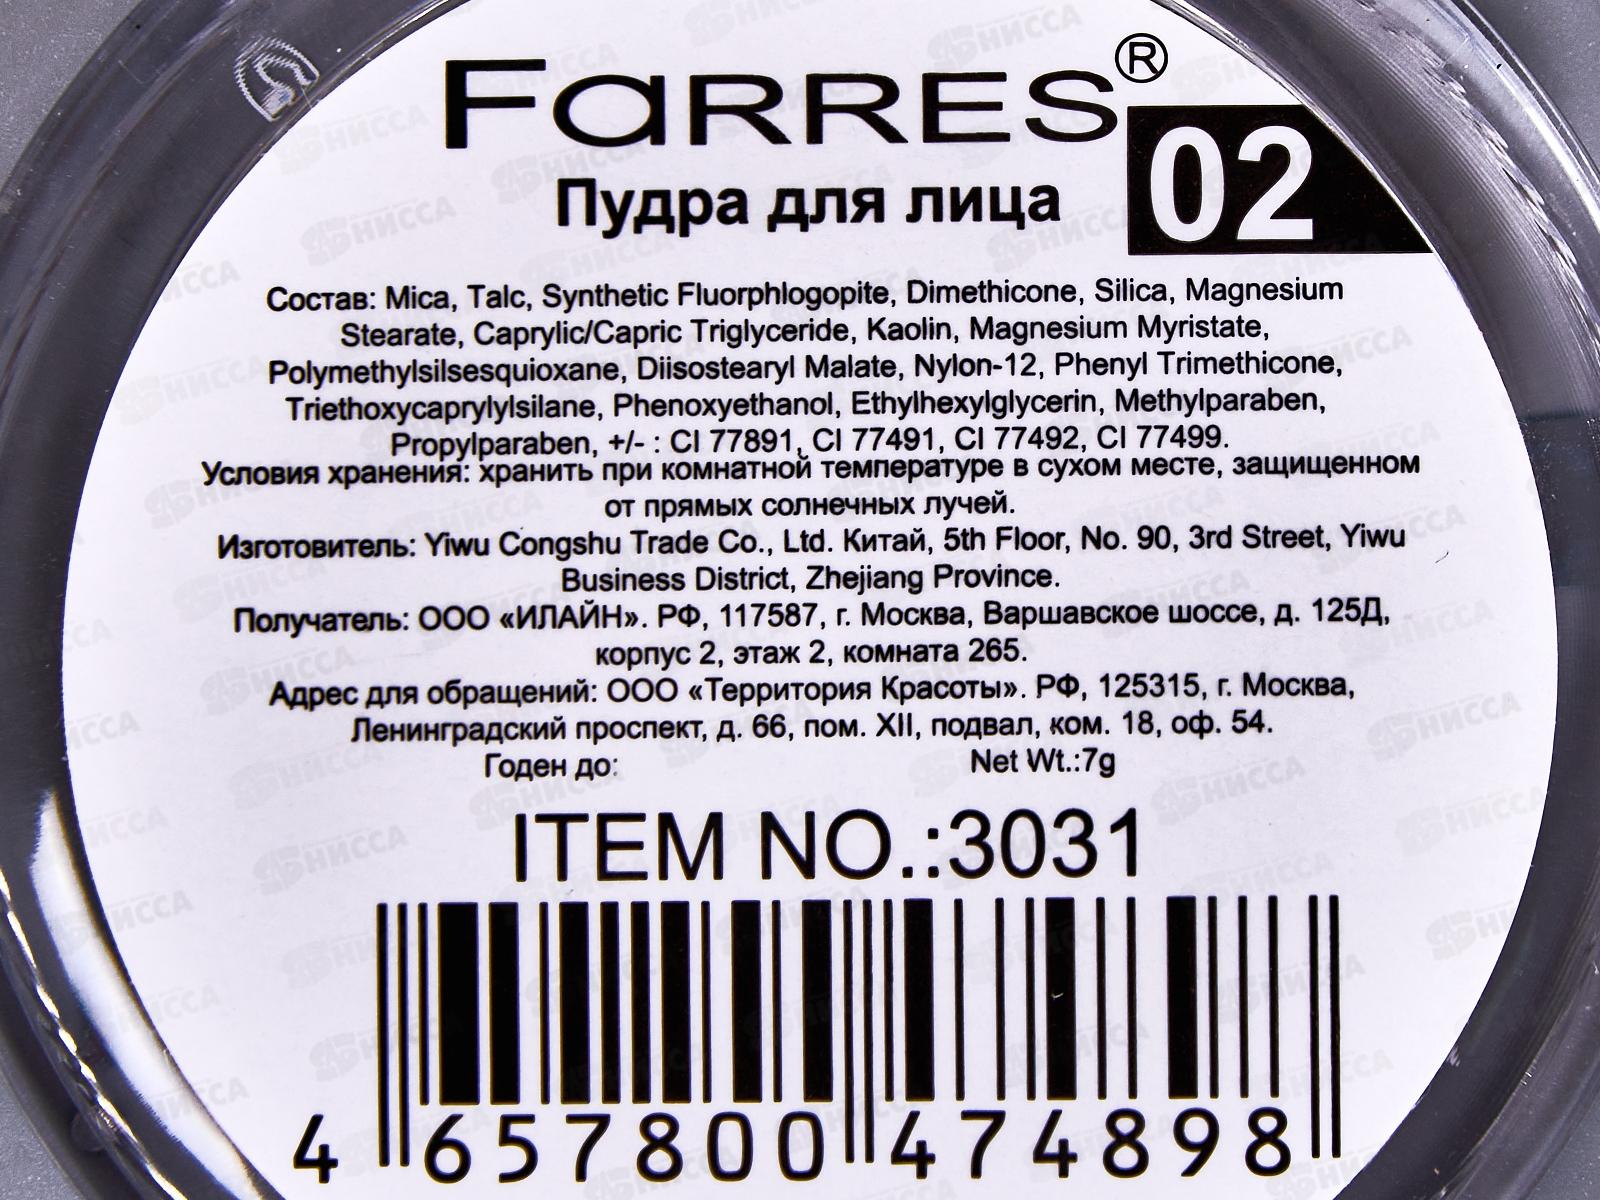 FARRES®
02
Пудра для лица
Состав: Mica, Talc, Synthetic Fluorphlogopite, Dimethicone, Silica, Magnesium
Stearate, Caprylic/Capric Triglyceride, Kaolin, Magnesium Myristate,
Polymethylsilsesquioxane, Diisostearyl Malate, Nylon-12, Phenyl Trimethicone,
Triethoxycaprylylsilane, Phenoxyethanol, Ethylhexylglycerin, Methylparaben,
Propylparaben, +/- : CI 77891, CI 77491, CI 77492, CI 77499.
Условия хранения: хранить при комнатной температуре в сухом месте, защищенном
от прямых солнечных лучей.
Изготовитель: Yiwu Congshu Trade Co., Ltd. Китай, 5th Floor, No. 90, 3rd Street, Yiwu
Business District, Zhejiang Province.
Получатель: ООО «ИЛАЙН». РФ, 117587, г. Москва, Варшавское шоссе, д. 125Д,
корпус 2, этаж 2, комната 265.
Адрес для обращений: ООО «Территория Красоты». РФ, 125315, г. Москва,
Ленинградский проспект, д. 66, пом. XII, подвал, ком. 18, оф. 54.
Годен до: Net Wt.:7g
ITEM NO.:3031
4 657800 474898